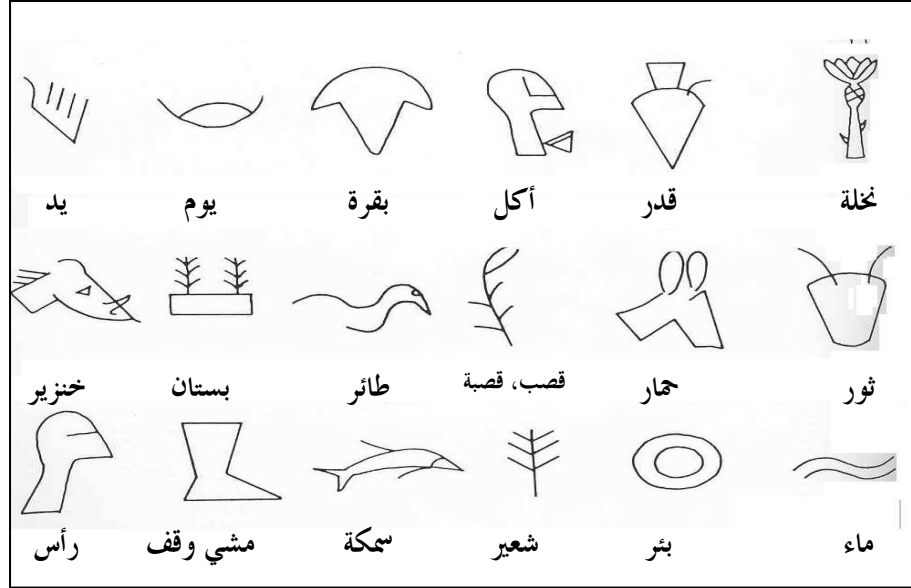 نخلة قدر أكل بقرة يوم يد
ثور حمار قصب، قصبة طائر بستان خنزير
ماء بئر شعير سمكة مشي وقف رأس